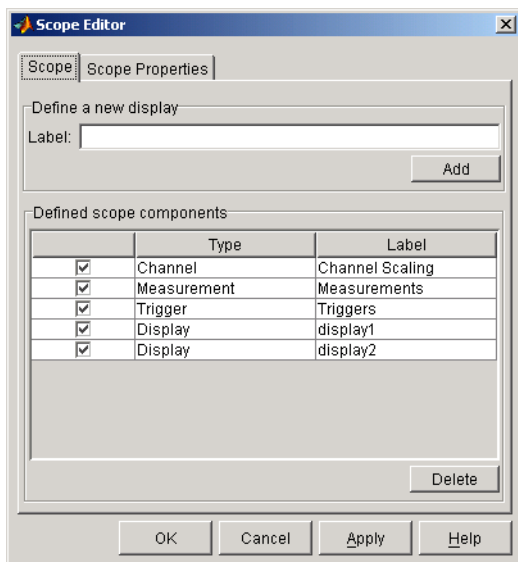 Scope Editor
Scope Scope Properties
Define a new display
Label:
Add
Defined scope components
Type Label
Channel Channel Scaling
Measurement Measurements
Trigger Triggers
Display display1
Display display2
Delete
OK Cancel Apply Help